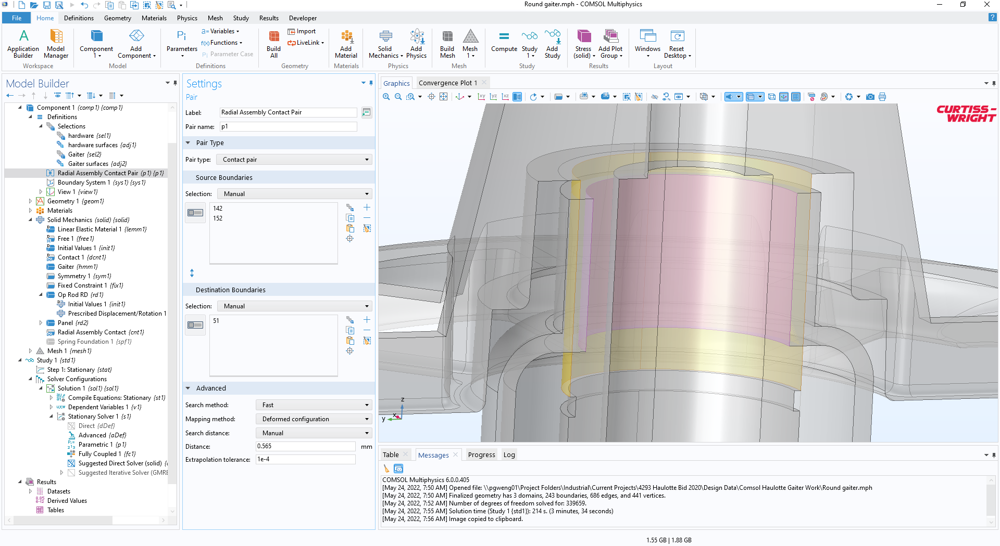 Round gaiter.mph - COMSOL Multiphysics
File Home Definitions Geometry Materials Physics Mesh Study Results Developer
Application Builder
Model Manager
Workspace
Component 1
Add Component
Model
Pi
Parameters
a= Variables
f(x) Functions
Pi Parameter Case
Definitions
Build All
Import
LiveLink
Geometry
Add Material
Materials
Solid Mechanics
Add Physics
Physics
Build Mesh
Mesh 1
Mesh
Compute
Study 1
Add Study
Study
Stress (solid)
Add Plot Group
Results
Windows
Reset Desktop
Layout
Model Builder
Component 1 (comp1) {comp1}
Definitions
Selections
hardware {sel1}
hardware surfaces {adj1}
Gaiter {sel2}
Gaiter surfaces {adj2}
Radial Assembly Contact Pair (p1) {p1}
Boundary System 1 (sys1) {sys1}
View 1 {view1}
Geometry 1 {geom1}
Materials
Solid Mechanics (solid) {solid}
Linear Elastic Material 1 {lemm1}
Free 1 {free1}
Initial Values 1 {init1}
Contact 1 {dcnt1}
Gaiter {hmm1}
Symmetry 1 {sym1}
Fixed Constraint 1 {fix1}
Op Rod RD {rd1}
Initial Values 1 {init1}
Prescribed Displacement/Rotation 1
Panel {rd2}
Radial Assembly Contact {cnt1}
Spring Foundation 1 {spf1}
Mesh 1 {mesh1}
Study 1 {std1}
Step 1: Stationary {stat}
Solver Configurations
Solution 1 (sol1) {sol1}
Compile Equations: Stationary {st1}
Dependent Variables 1 {v1}
Stationary Solver 1 {s1}
Direct {dDef}
Advanced {aDef}
Parametric 1 {p1}
Fully Coupled 1 {fc1}
Suggested Direct Solver (solid) {
Suggested Iterative Solver (GMRE
Results
Datasets
8.85 e-12 Derived Values
Tables
Settings
Pair
Label: Radial Assembly Contact Pair
Pair name: p1
Pair Type
Pair type: Contact pair
Source Boundaries
Selection: Manual
142
152
Destination Boundaries
Selection: Manual
51
Advanced
Search method: Fast
Mapping method: Deformed configuration
Search distance: Manual
Distance: 0.565 mm
Extrapolation tolerance: 1e-4
Graphics Convergence Plot 1
xy yz xz
CURTISS-
WRIGHT
z
y x
Table Messages Progress Log
COMSOL Multiphysics 6.0.0.405
[May 24, 2022, 7:50 AM] Opened file: \\pgweng01\Project Folders\Industrial\Current Projects\4293 Haulotte Bid 2020\Design Data\Comsol Haulotte Gaiter Work\Round gaiter.mph
[May 24, 2022, 7:50 AM] Finalized geometry has 3 domains, 243 boundaries, 686 edges, and 441 vertices.
[May 24, 2022, 7:52 AM] Number of degrees of freedom solved for: 339659.
[May 24, 2022, 7:55 AM] Solution time (Study 1 {std1}): 214 s. (3 minutes, 34 seconds)
[May 24, 2022, 7:56 AM] Image copied to clipboard.
1.55 GB | 1.88 GB